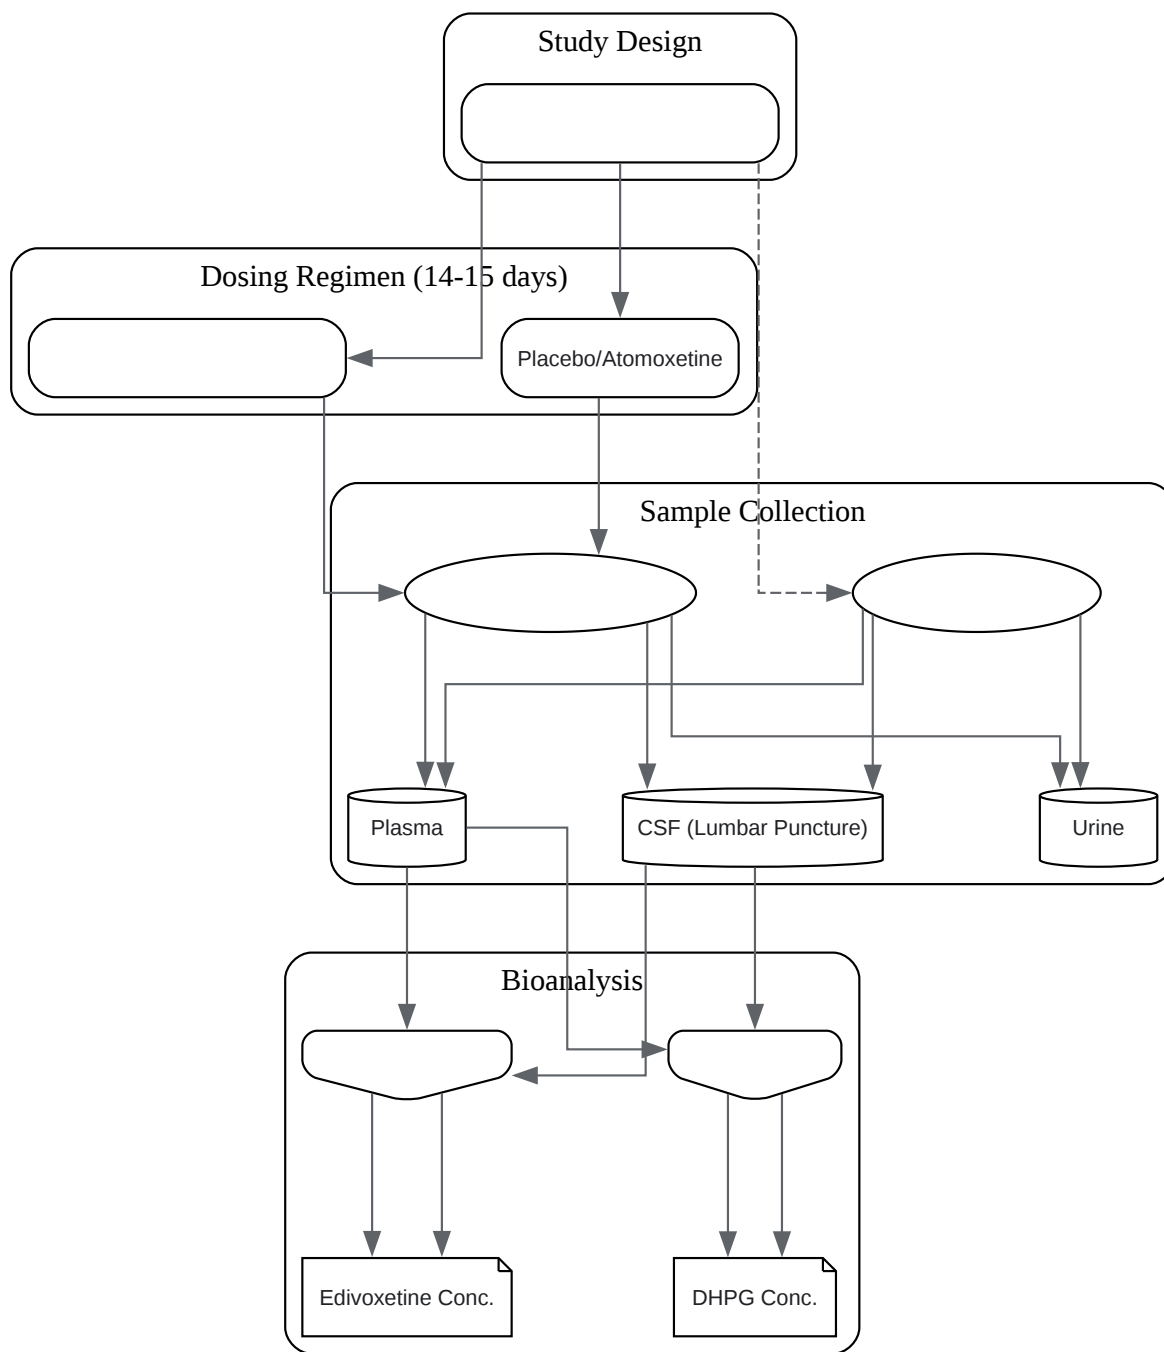 Study Design
Dosing Regimen (14-15 days)
Placebo/Atomoxetine
Sample Collection
Plasma
CSF (Lumbar Puncture)
Urine
Bioanalysis
Edivoxetine Conc.
DHPG Conc.